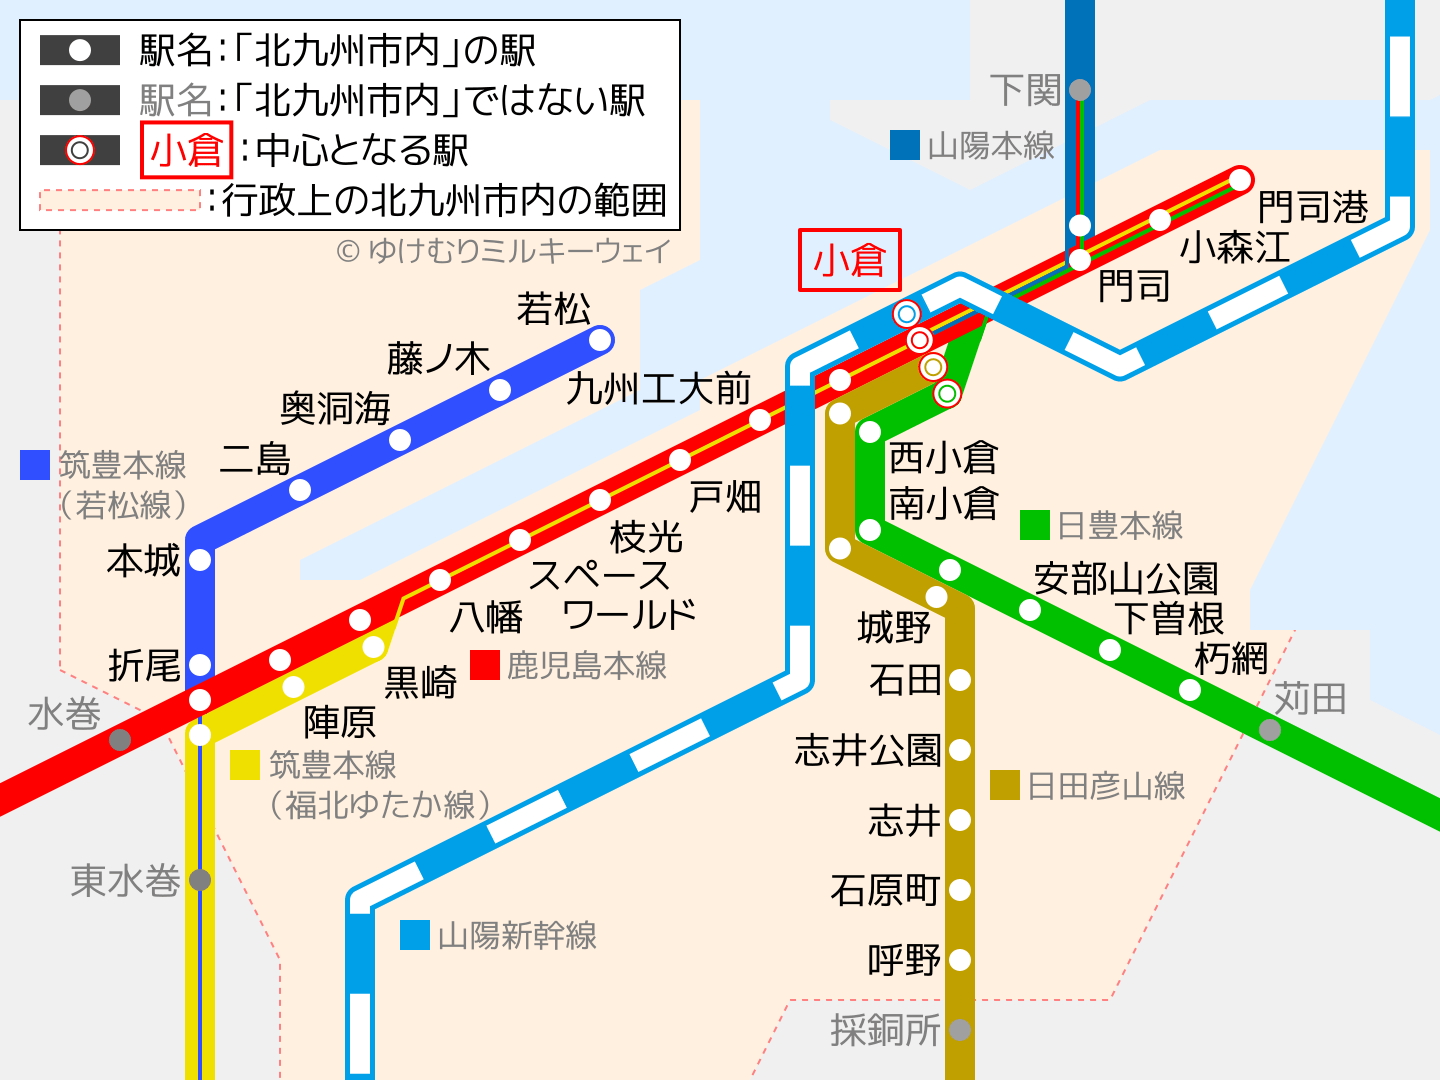 駅名：「北九州市内」の駅
駅名：「北九州市内」ではない駅
小倉：中心となる駅
：行政上の北九州市内の範囲
© ゆけむりミルキーウェイ
下関
山陽本線
門司港
小森江
門司
小倉
若松
藤ノ木
奥洞海
二島
筑豊本線
（若松線）
本城
折尾
水巻
九州工大前
戸畑
枝光
スペース
ワールド
八幡
鹿児島本線
黒崎
陣原
筑豊本線
（福北ゆたか線）
東水巻
山陽新幹線
西小倉
南小倉
日豊本線
安部山公園
下曽根
朽網
苅田
城野
石田
志井公園
日田彦山線
志井
石原町
呼野
採銅所